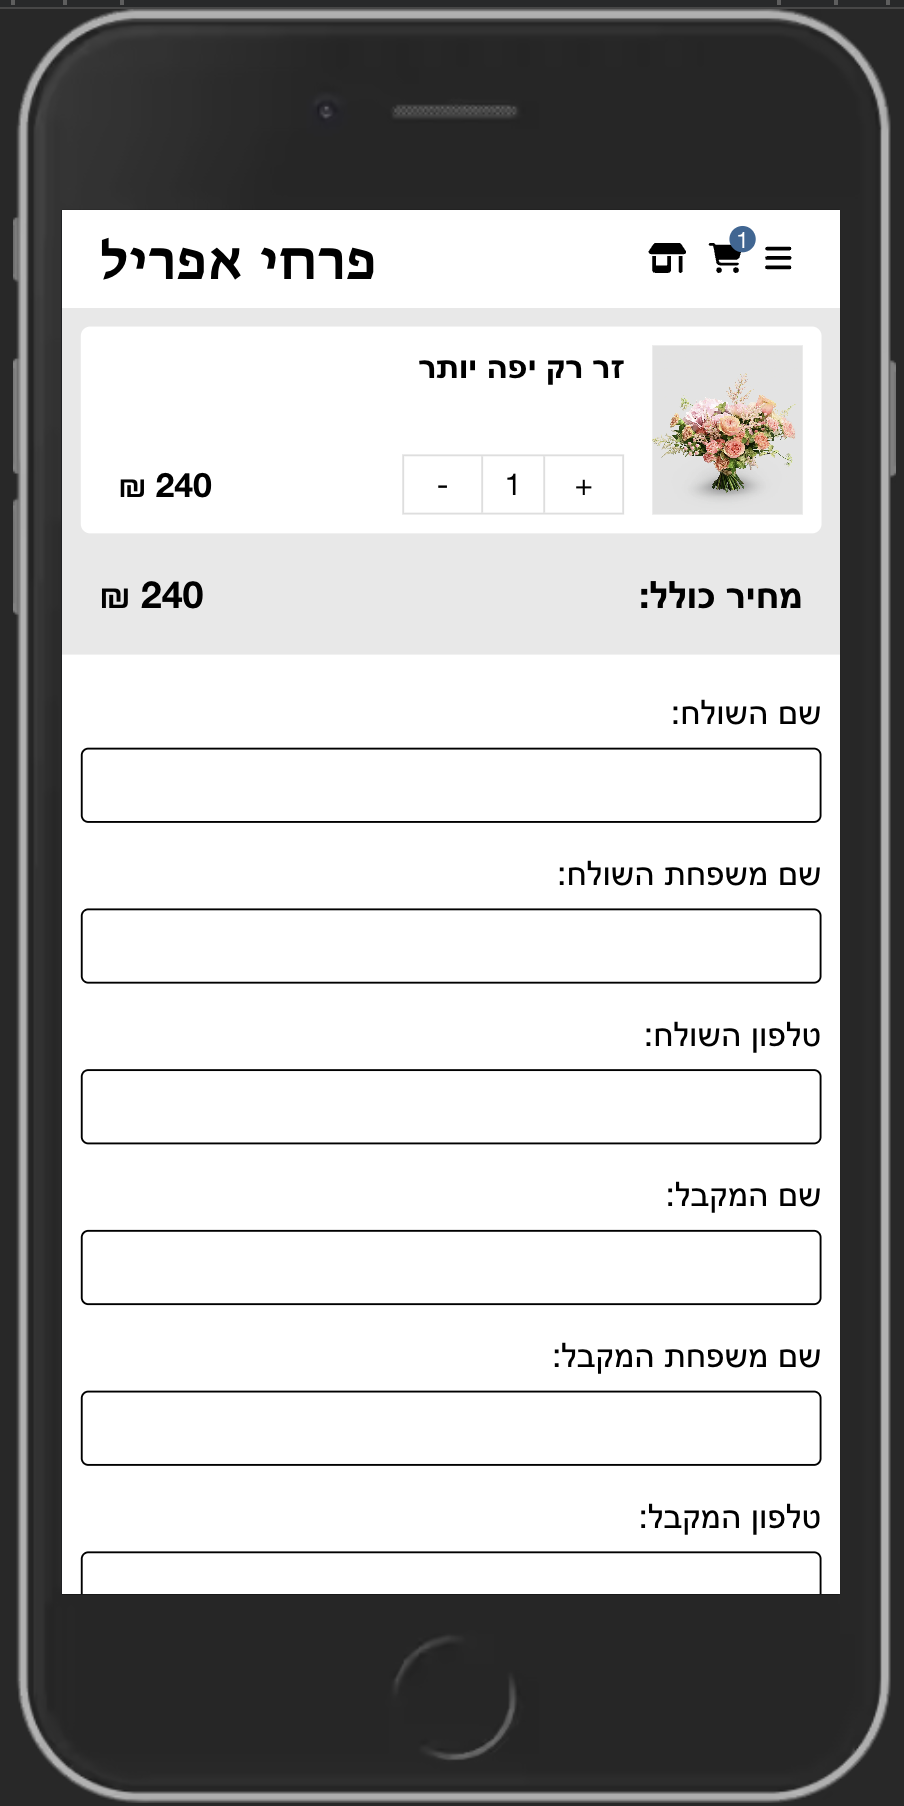 1
פרחי אפריל
זר רק יפה יותר
+ 1 -
240 ₪
מחיר כולל: 240 ₪
שם השולח:
שם משפחת השולח:
טלפון השולח:
שם המקבל:
שם משפחת המקבל:
טלפון המקבל: